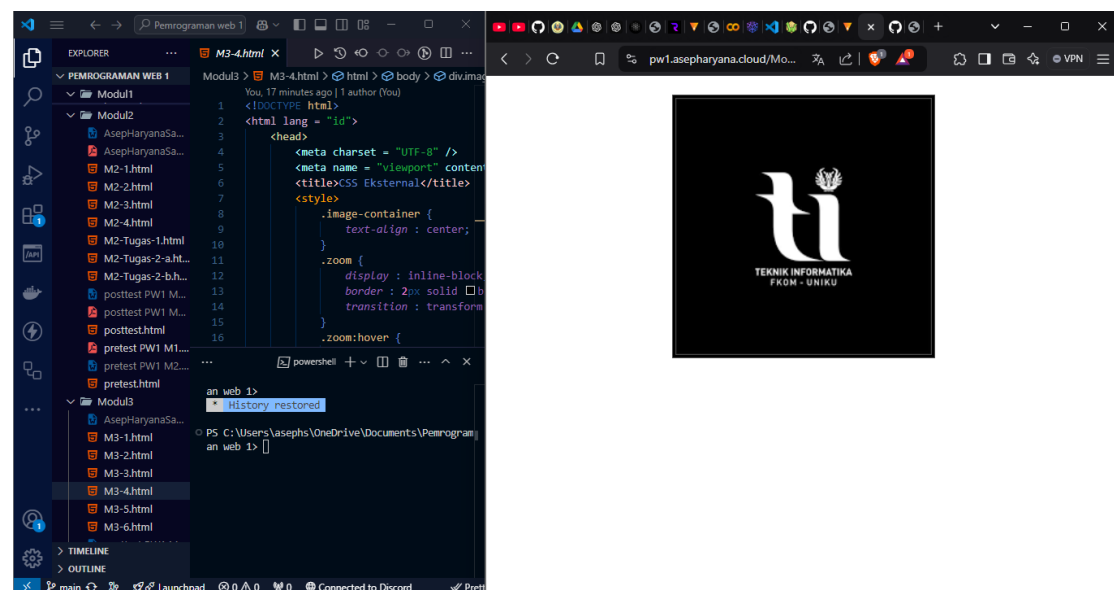 Pemrograman web 1
EXPLORER
PEMROGRAMAN WEB 1
Modul1
Modul2
AsepHaryanaSa...
AsepHaryanaSa...
M2-1.html
M2-2.html
M2-3.html
M2-4.html
M2-Tugas-1.html
M2-Tugas-2-a.ht...
M2-Tugas-2-b.h...
posttest PW1 M...
posttest PW1 M...
posttest.html
pretest PW1 M1....
pretest PW1 M2....
pretest.html
Modul3
AsepHaryanaSa...
M3-1.html
M3-2.html
M3-3.html
M3-4.html
M3-5.html
M3-6.html
TIMELINE
OUTLINE
M3-4.html
Modul3 > M3-4.html > html > body > div.imag
You, 17 minutes ago | 1 author (You)
1 <!DOCTYPE html>
2 <html lang = "id">
3 <head>
4 <meta charset = "UTF-8" />
5 <meta name = "viewport" conten
6 <title>CSS Eksternal</title>
7 <style>
8 .image-container {
9 text-align : center;
10 }
11 .zoom {
12 display : inline-block
13 border : 2px solid b
14 transition : transform
15 }
16 .zoom:hover {
powershell
an web 1>
* History restored
PS C:\Users\asephs\OneDrive\Documents\Pemrogram
an web 1>
main Launchpad 0 0 0 Connected to Discord Prett
pw1.asepharyana.cloud/Mo...
VPN
ti
TEKNIK INFORMATIKA
FKOM - UNIKU